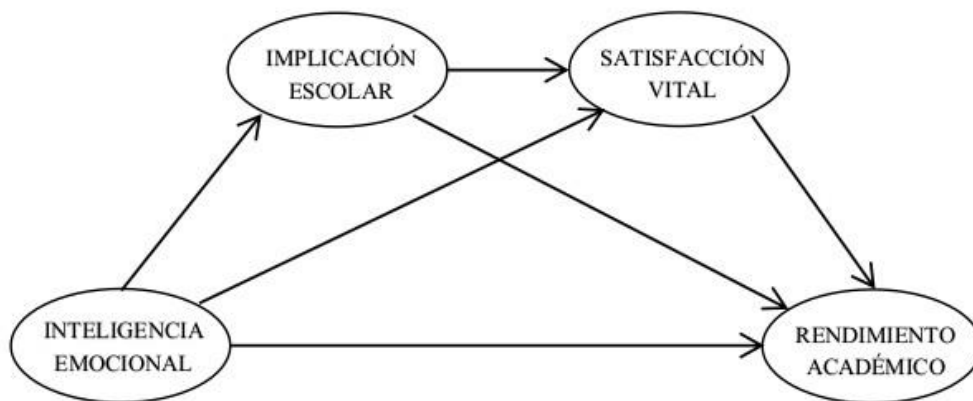 IMPLICACIÓN
ESCOLAR
SATISFACCIÓN
VITAL
INTELIGENCIA
EMOCIONAL
RENDIMIENTO
ACADÉMICO